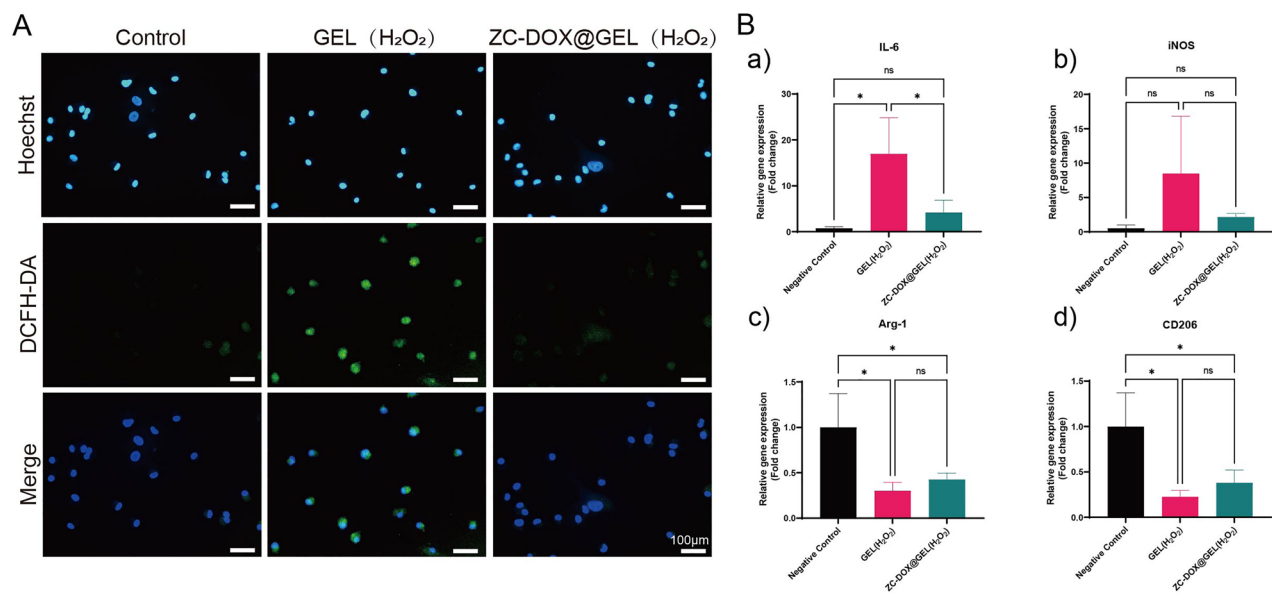 A
Control
GEL（H₂O₂）
ZC-DOX@GEL（H₂O₂）
Hoechst
DCFH-DA
Merge
100μm
B
a)
IL-6
ns
*
*
Relative gene expression
(Fold change)
30
20
10
0
Negative Control
GEL(H₂O₂)
ZC-DOX@GEL(H₂O₂)
b)
iNOS
ns
ns
ns
Relative gene expression
(Fold change)
20
15
10
5
0
Negative Control
GEL(H₂O₂)
ZC-DOX@GEL(H₂O₂)
c)
Arg-1
*
*
ns
Relative gene expression
(Fold change)
1.5
1.0
0.5
0.0
Negative Control
GEL(H₂O₂)
ZC-DOX@GEL(H₂O₂)
d)
CD206
*
*
ns
Relative gene expression
(Fold change)
1.5
1.0
0.5
0.0
Negative Control
GEL(H₂O₂)
ZC-DOX@GEL(H₂O₂)